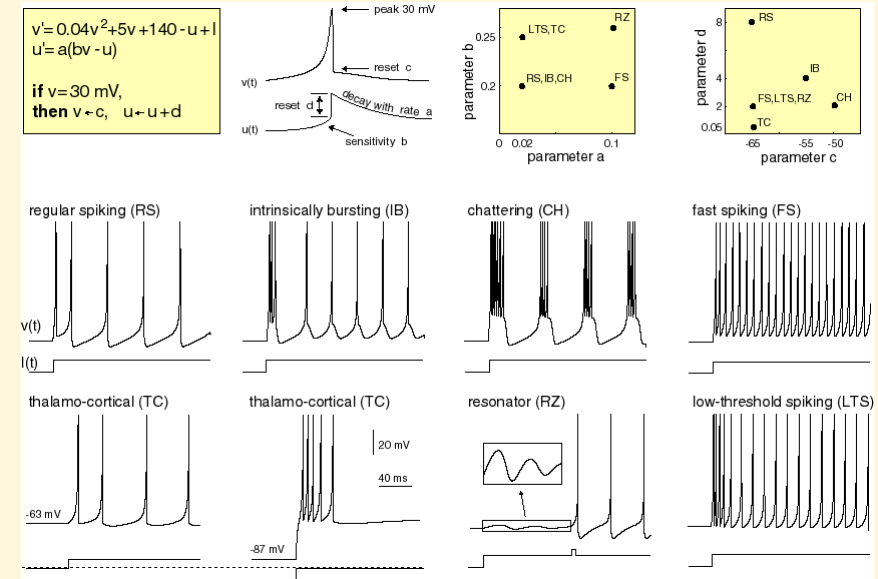 v'= 0.04v²+5v+140-u+I
u'= a(bv-u)
if v=30 mV,
then v←c, u←u+d
peak 30 mV
reset c
v(t)
reset d
decay with rate a
u(t)
sensitivity b
parameter b
0.25
0.2
LTS,TC
RZ
RS,IB,CH
FS
0 0.02 0.1
parameter a
parameter d
8
4
2
0.05
RS
IB
FS,LTS,RZ
CH
TC
-65 -55 -50
parameter c
regular spiking (RS)
intrinsically bursting (IB)
chattering (CH)
fast spiking (FS)
v(t)
I(t)
thalamo-cortical (TC)
thalamo-cortical (TC)
resonator (RZ)
low-threshold spiking (LTS)
20 mV
40 ms
-63 mV
-87 mV